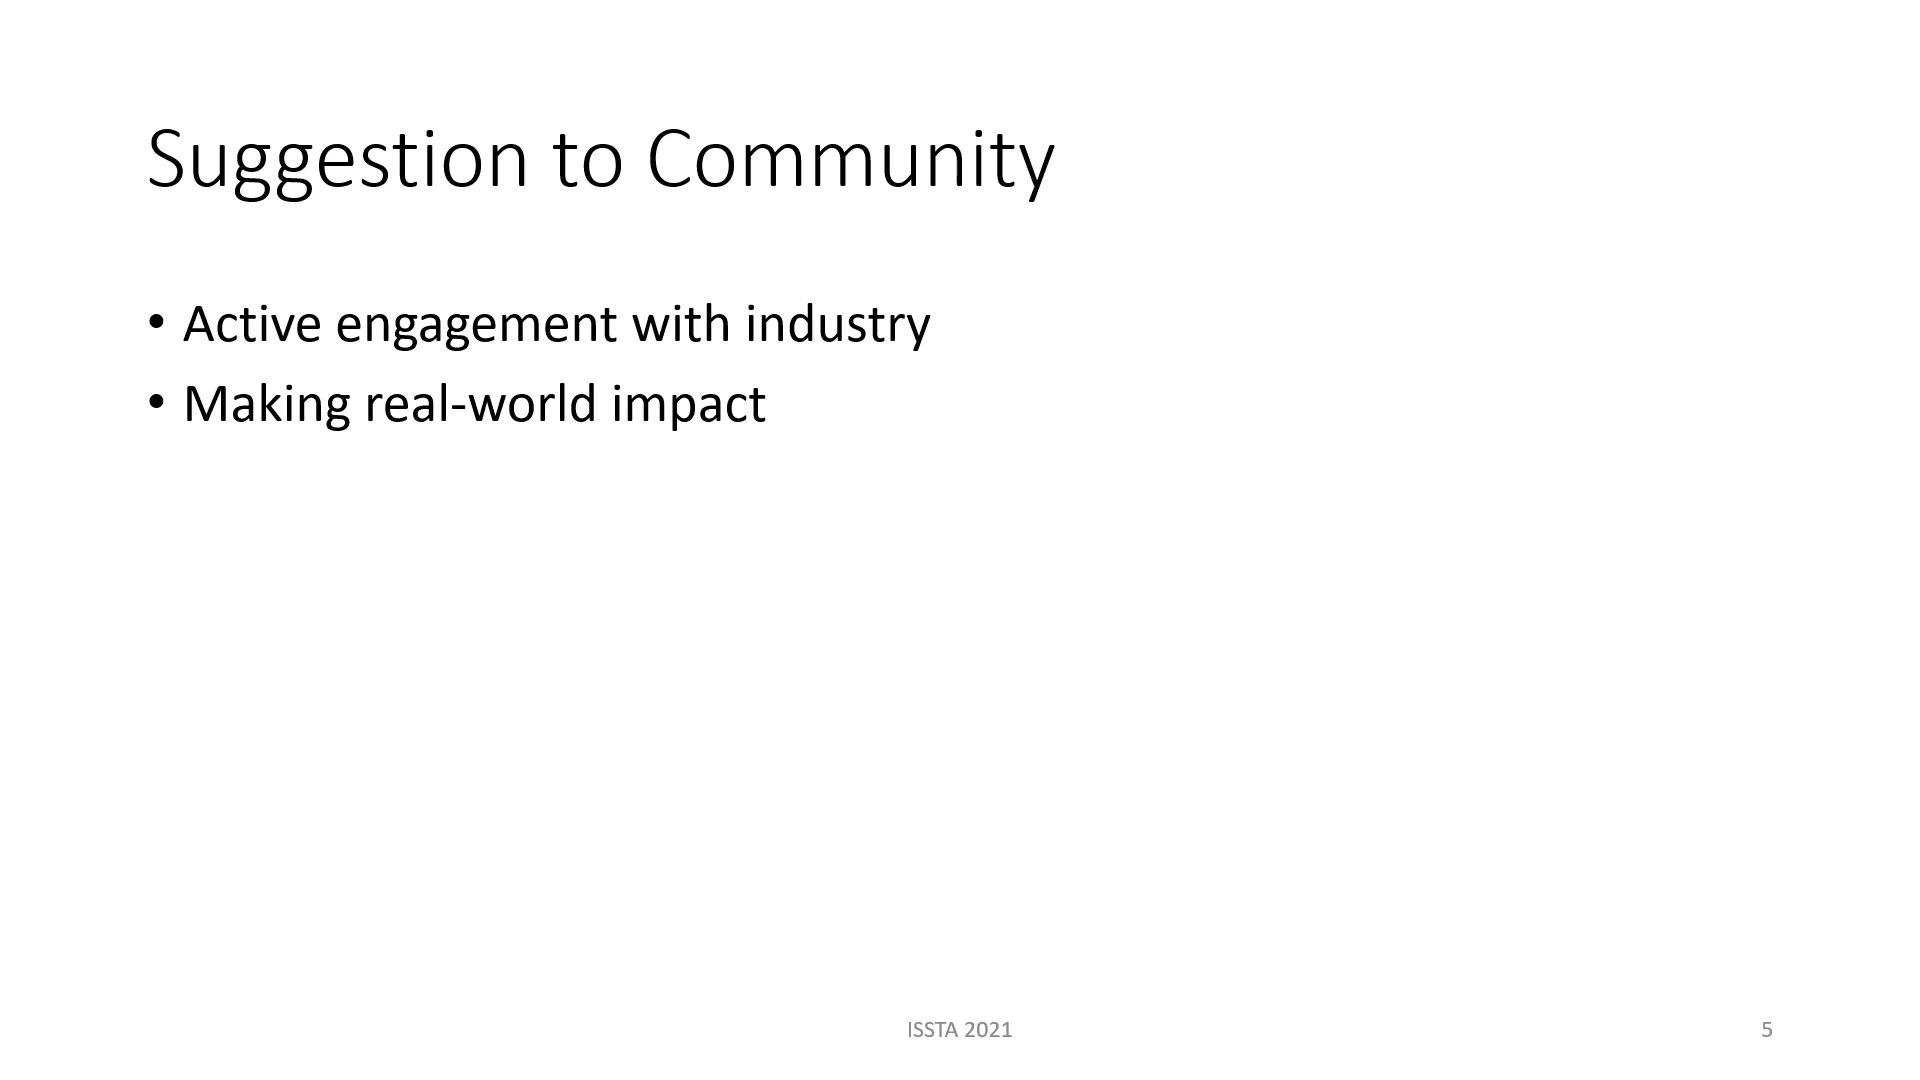 Suggestion to Community
• Active engagement with industry
• Making real-world impact
ISSTA 2021
5